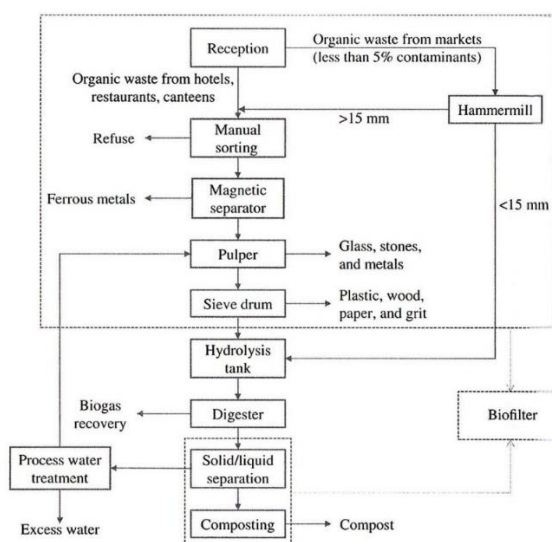 Reception
Organic waste from markets
(less than 5% contaminants)
Organic waste from hotels,
restaurants, canteens
Hammermill
>15 mm
Refuse
Manual
sorting
<15 mm
Ferrous metals
Magnetic
separator
Pulper
Glass, stones,
and metals
Sieve drum
Plastic, wood,
paper, and grit
Hydrolysis
tank
Biogas
recovery
Digester
Biofilter
Process water
treatment
Solid/liquid
separation
Excess water
Composting
Compost